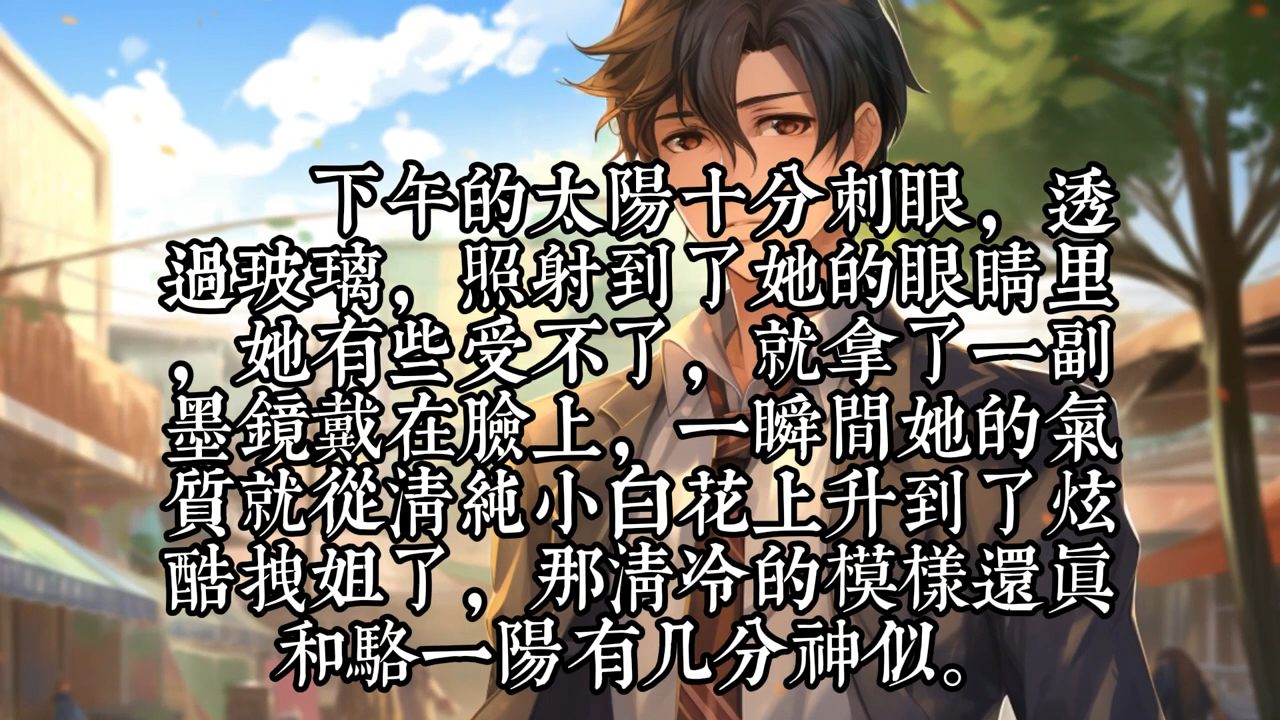 下午的太陽十分刺眼，透
過玻璃，照射到了她的眼睛里
，她有些受不了，就拿了一副
墨鏡戴在臉上，一瞬間她的氣
質就從清純小白花上升到了炫
酷拽姐了，那清冷的模樣還真
和駱一陽有几分神似。